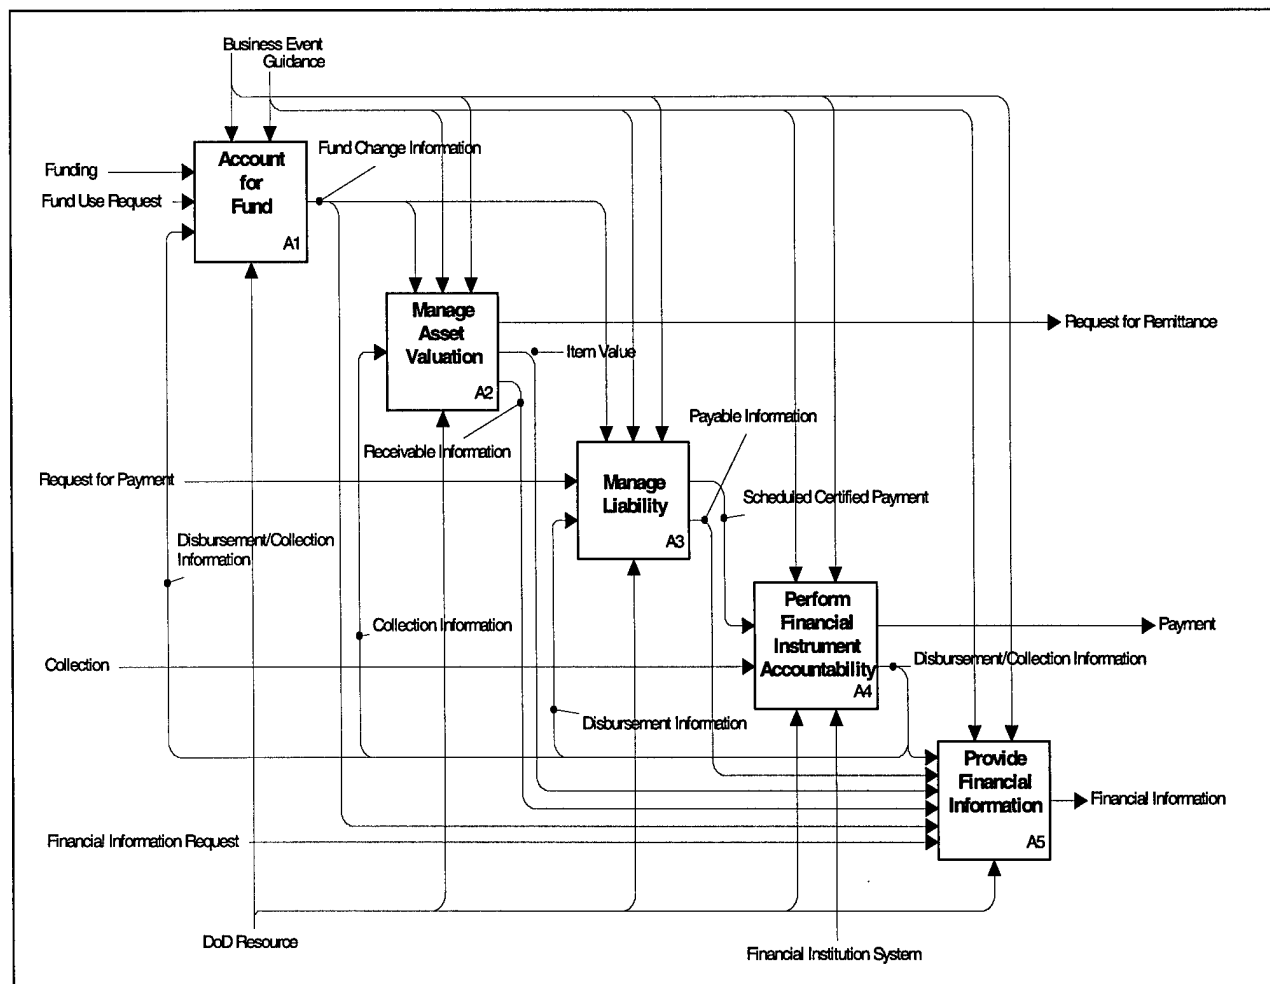 Business Event
Guidance
Account
for
Fund
A1
Fund Change Information
Funding
Fund Use Request
Manage
Asset
Valuation
A2
Request for Remittance
Item Value
Receivable Information
Payable Information
Request for Payment
Manage
Liability
A3
Scheduled Certified Payment
Disbursement/Collection
Information
Perform
Financial
Instrument
Accountability
A4
Collection Information
Payment
Collection
Disbursement/Collection Information
Disbursement Information
Provide
Financial
Information
A5
Financial Information
Financial Information Request
DoD Resource
Financial Institution System